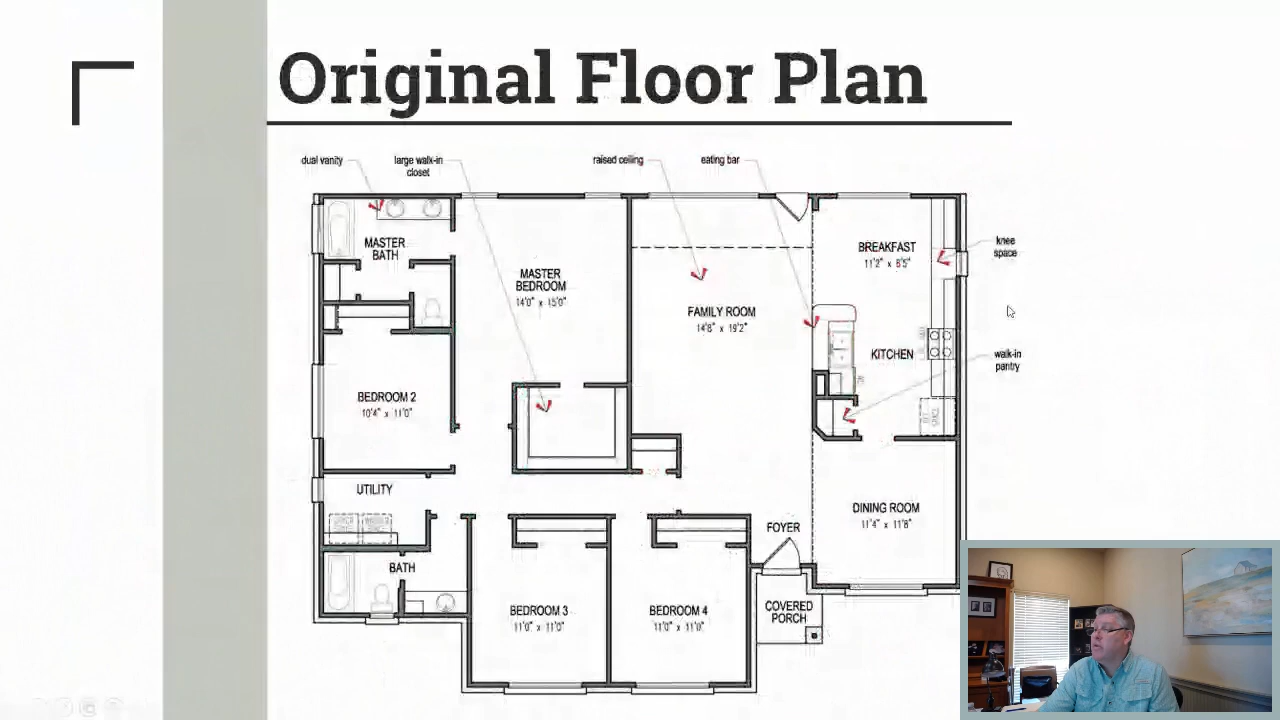 Original Floor Plan
dual vanity
large walk-in
closet
raised ceiling
eating bar
MASTER
BATH
MASTER
BEDROOM
14'0" x 15'0"
BREAKFAST
11'2" x 8'5"
knee
space
FAMILY ROOM
14'8" x 19'2"
KITCHEN
walk-in
pantry
BEDROOM 2
10'4" x 11'0"
UTILITY
DINING ROOM
11'4" x 11'8"
FOYER
BATH
BEDROOM 3
11'0" x 11'0"
BEDROOM 4
11'0" x 11'0"
COVERED
PORCH